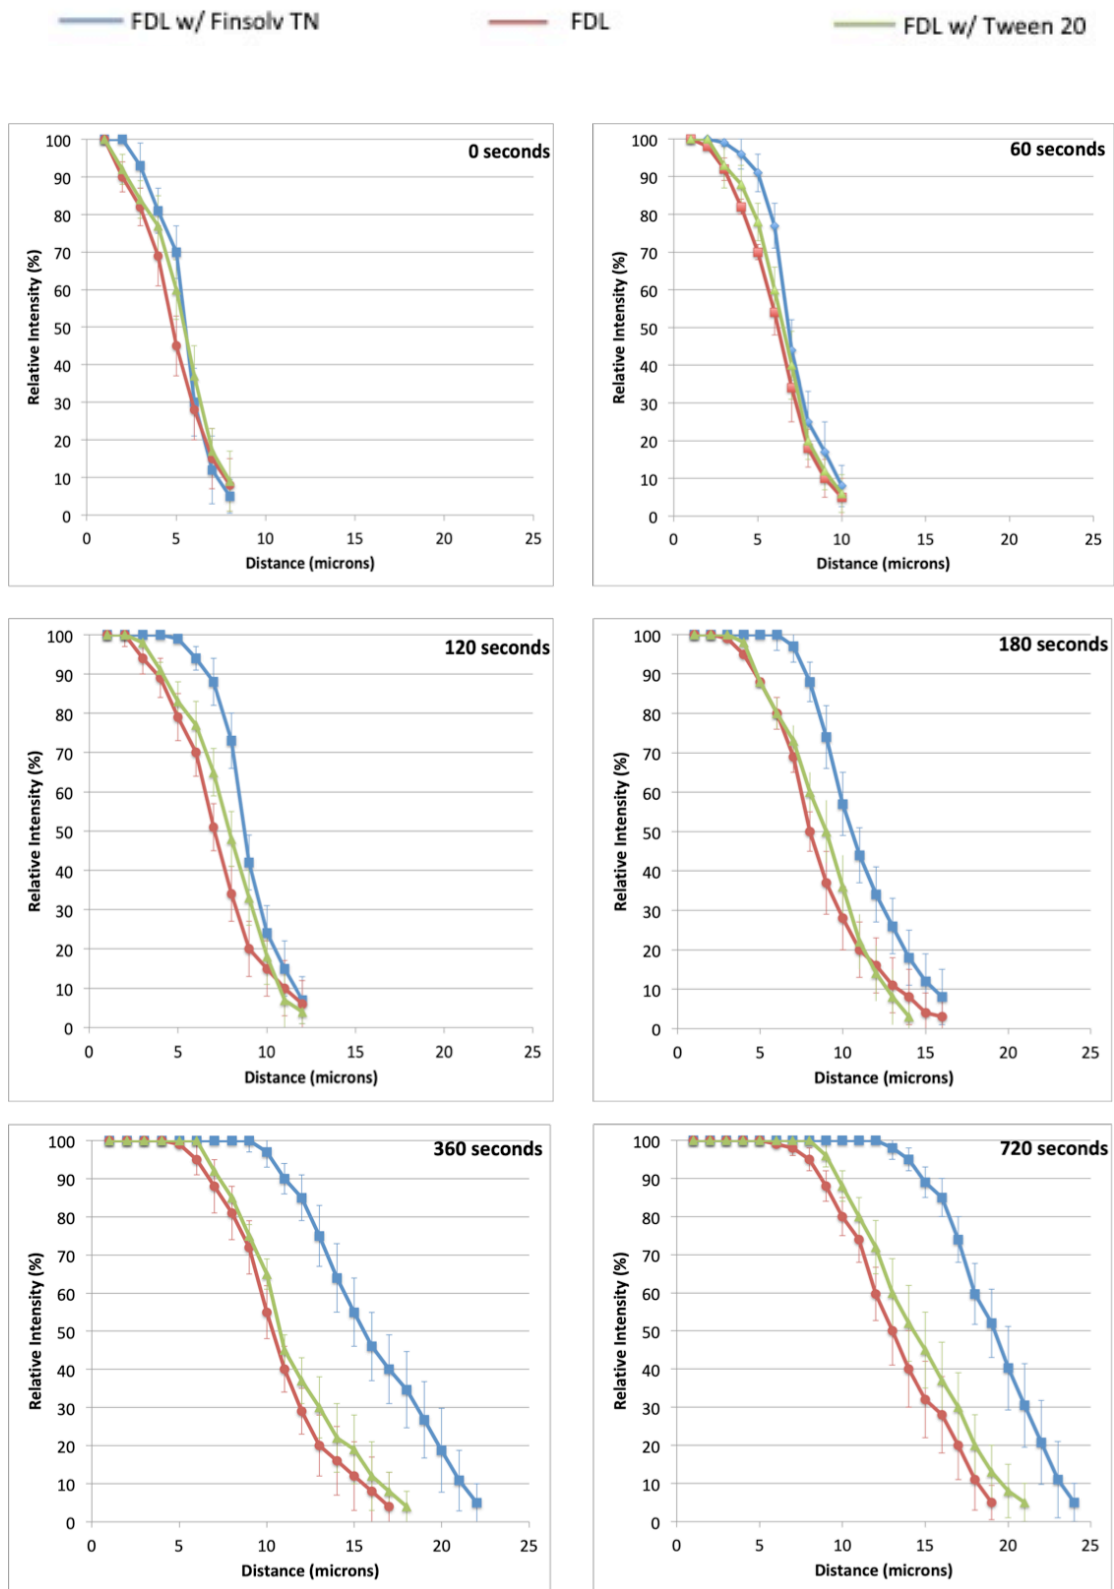 FDL w/ Finsolv TN
FDL
FDL w/ Tween 20
0 seconds
Relative Intensity (%)
100
90
80
70
60
50
40
30
20
10
0
0 5 10 15 20 25
Distance (microns)
60 seconds
Relative Intensity (%)
100
90
80
70
60
50
40
30
20
10
0
0 5 10 15 20 25
Distance (microns)
120 seconds
Relative Intensity (%)
100
90
80
70
60
50
40
30
20
10
0
0 5 10 15 20 25
Distance (microns)
180 seconds
Relative Intensity (%)
100
90
80
70
60
50
40
30
20
10
0
0 5 10 15 20 25
Distance (microns)
360 seconds
Relative Intensity (%)
100
90
80
70
60
50
40
30
20
10
0
0 5 10 15 20 25
Distance (microns)
720 seconds
Relative Intensity (%)
100
90
80
70
60
50
40
30
20
10
0
0 5 10 15 20 25
Distance (microns)